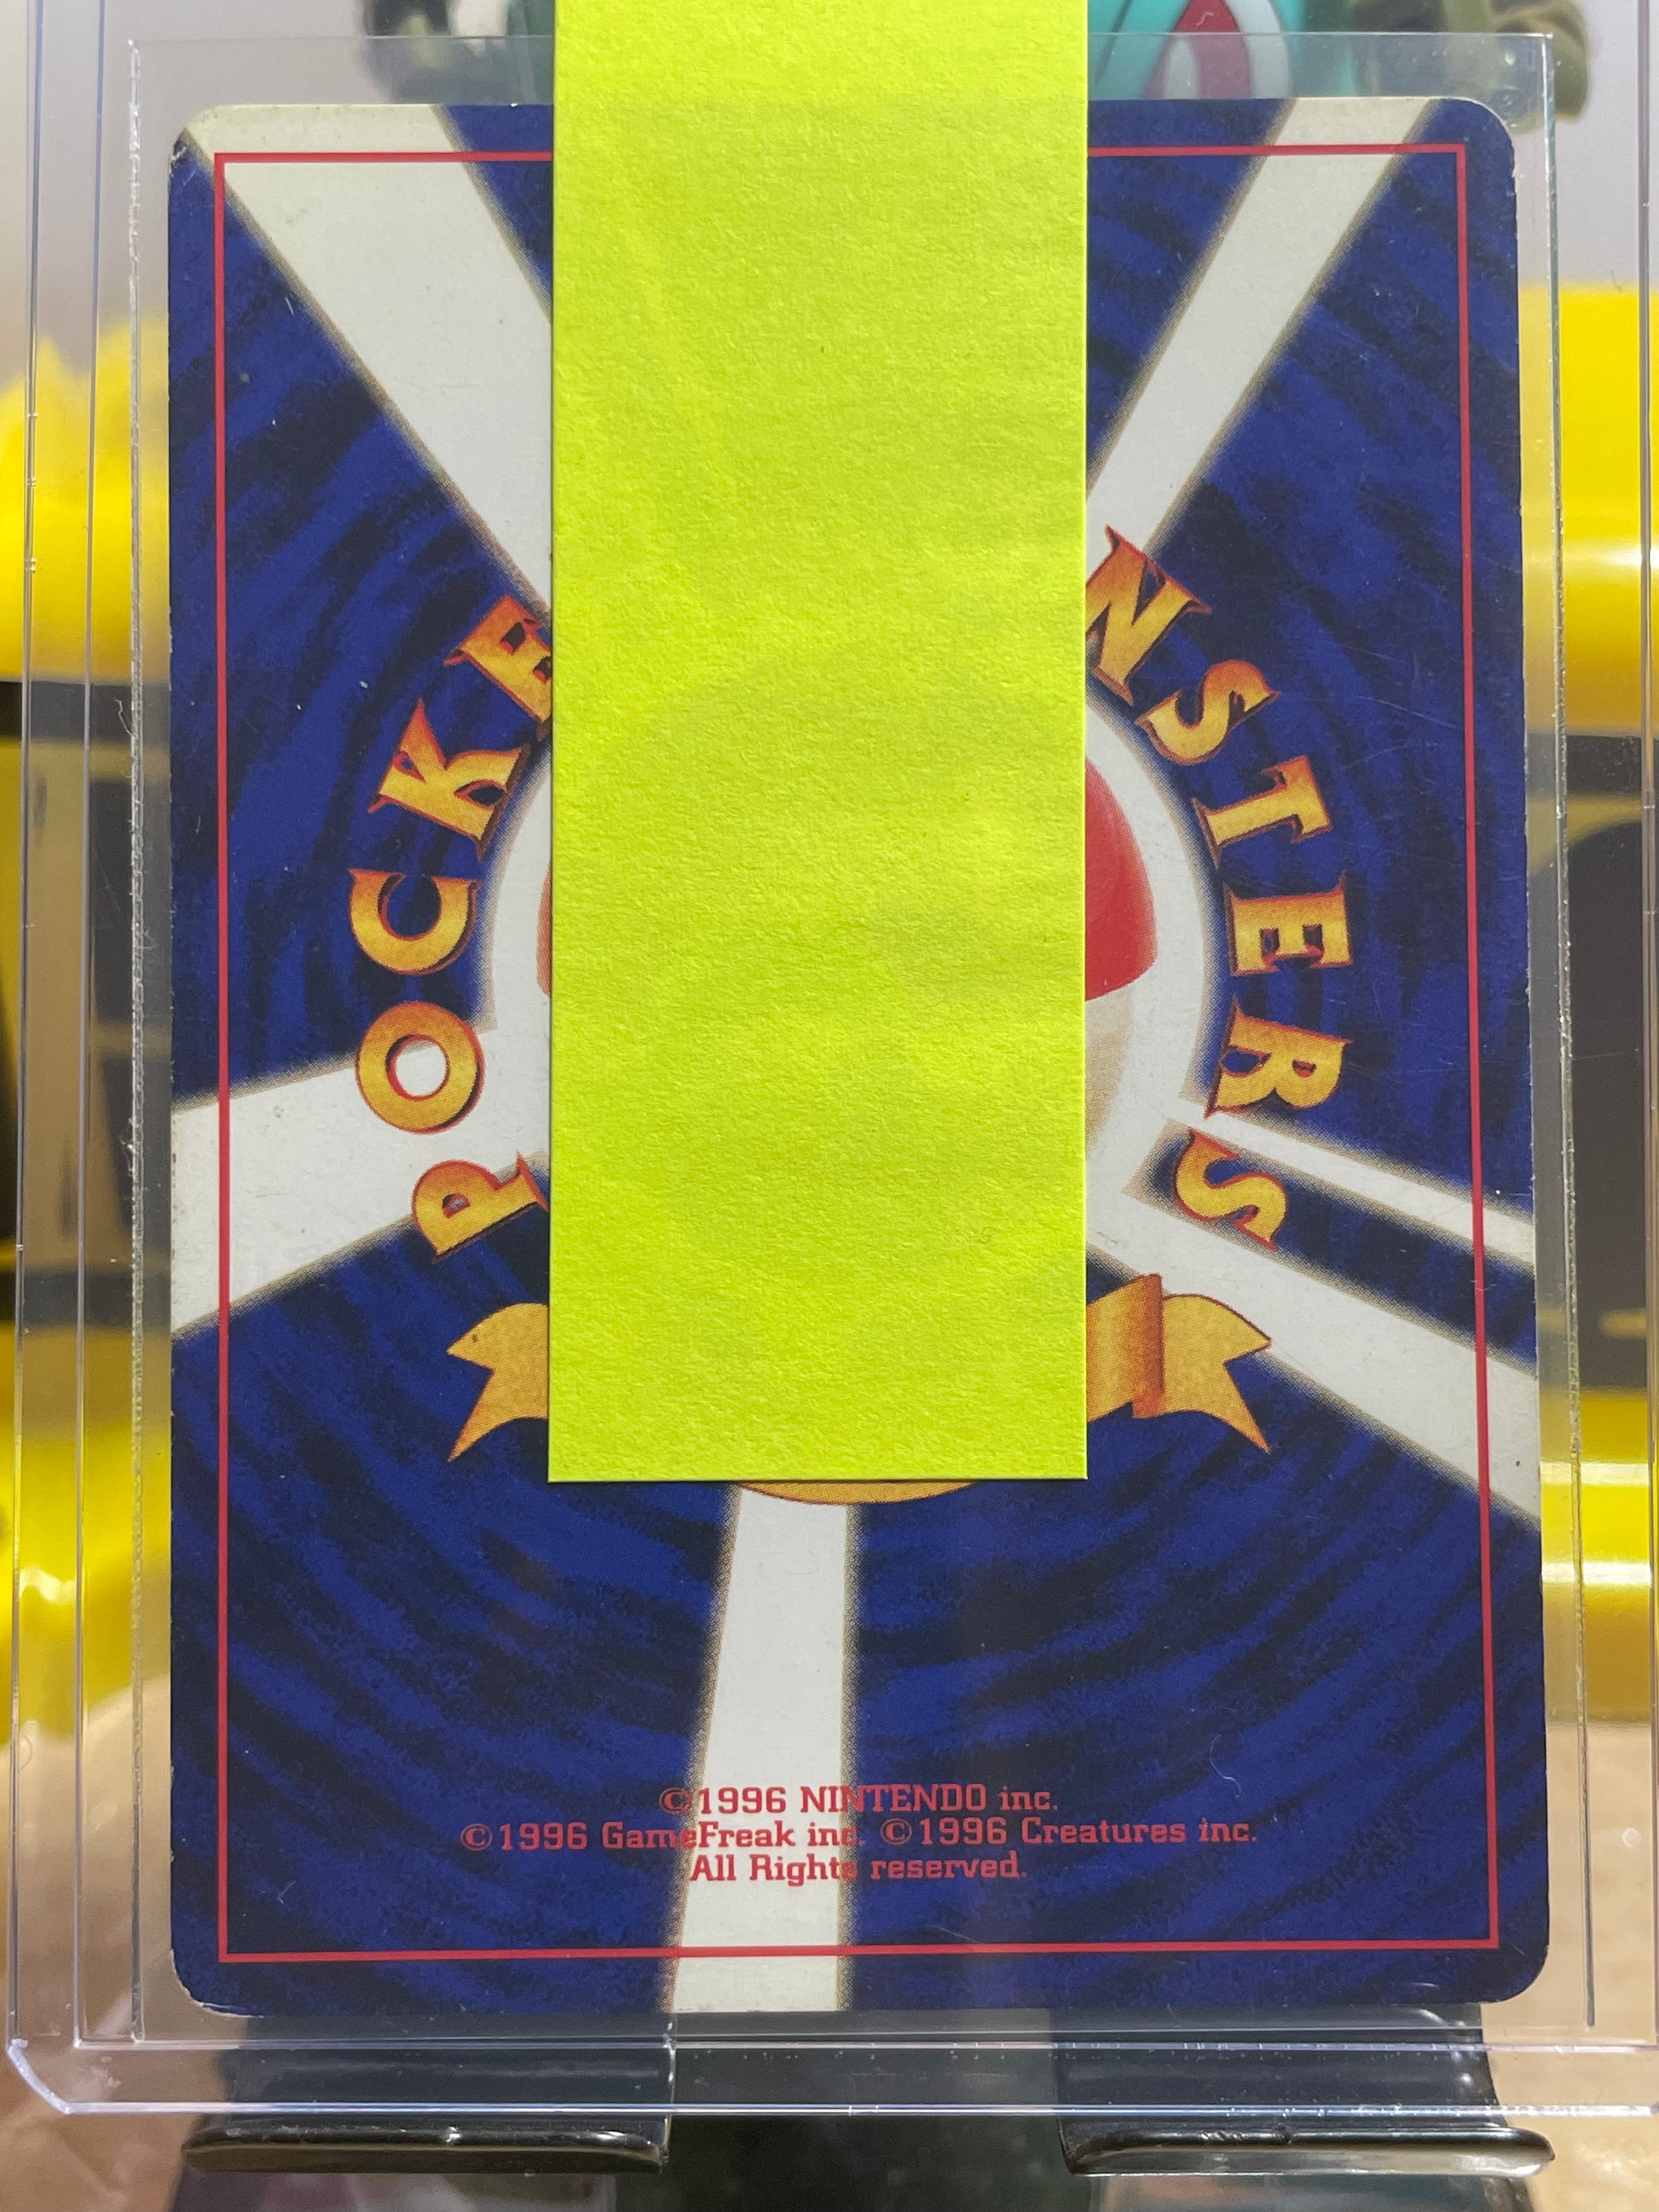 POCKE
NSTERS
©1996 NINTENDO inc.
©1996 GameFreak inc. ©1996 Creatures inc.
All Rights reserved.